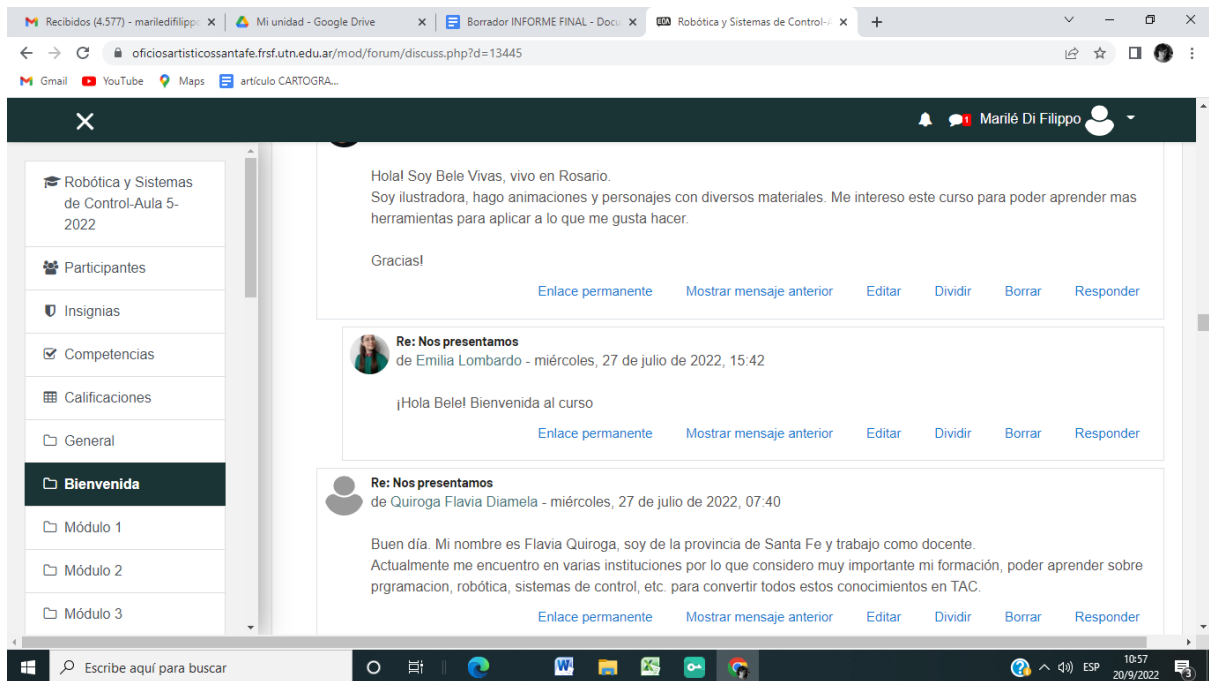 Recibidos (4.577) - mariledifilippo
Mi unidad - Google Drive
Borrador INFORME FINAL - Docu
Robótica y Sistemas de Control-A
oficiosartisticossantafe.frsf.utn.edu.ar/mod/forum/discuss.php?d=13445
Gmail
YouTube
Maps
artículo CARTOGRA...
1
Marilé Di Filippo
Robótica y Sistemas
de Control-Aula 5-
2022
Participantes
Insignias
Competencias
Calificaciones
General
Bienvenida
Módulo 1
Módulo 2
Módulo 3
Hola! Soy Bele Vivas, vivo en Rosario.
Soy ilustradora, hago animaciones y personajes con diversos materiales. Me intereso este curso para poder aprender mas
herramientas para aplicar a lo que me gusta hacer.
Gracias!
Enlace permanente Mostrar mensaje anterior Editar Dividir Borrar Responder
Re: Nos presentamos
de Emilia Lombardo - miércoles, 27 de julio de 2022, 15:42
¡Hola Bele! Bienvenida al curso
Enlace permanente Mostrar mensaje anterior Editar Dividir Borrar Responder
Re: Nos presentamos
de Quiroga Flavia Diamela - miércoles, 27 de julio de 2022, 07:40
Buen día. Mi nombre es Flavia Quiroga, soy de la provincia de Santa Fe y trabajo como docente.
Actualmente me encuentro en varias instituciones por lo que considero muy importante mi formación, poder aprender sobre
prgramacion, robótica, sistemas de control, etc. para convertir todos estos conocimientos en TAC.
Enlace permanente Mostrar mensaje anterior Editar Dividir Borrar Responder
Escribe aquí para buscar
ESP
10:57
20/9/2022
3